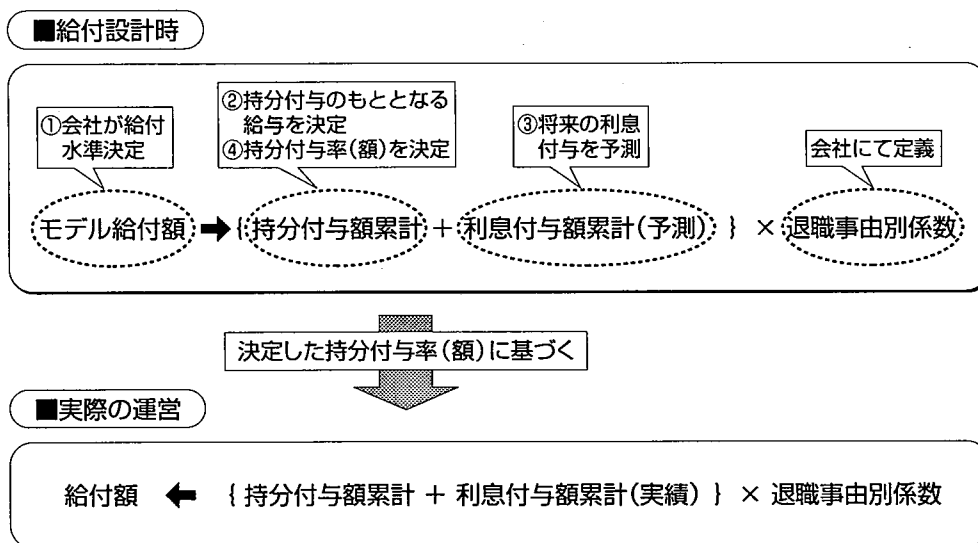 ■給付設計時
①会社が給付
水準決定
②持分付与のもととなる
給与を決定
④持分付与率(額)を決定
③将来の利息
付与を予測
会社にて定義
モデル給付額 ➡ {持分付与額累計 + 利息付与額累計(予測) } × 退職事由別係数
決定した持分付与率(額)に基づく
■実際の運営
給付額 ⬅ { 持分付与額累計 + 利息付与額累計(実績) } × 退職事由別係数